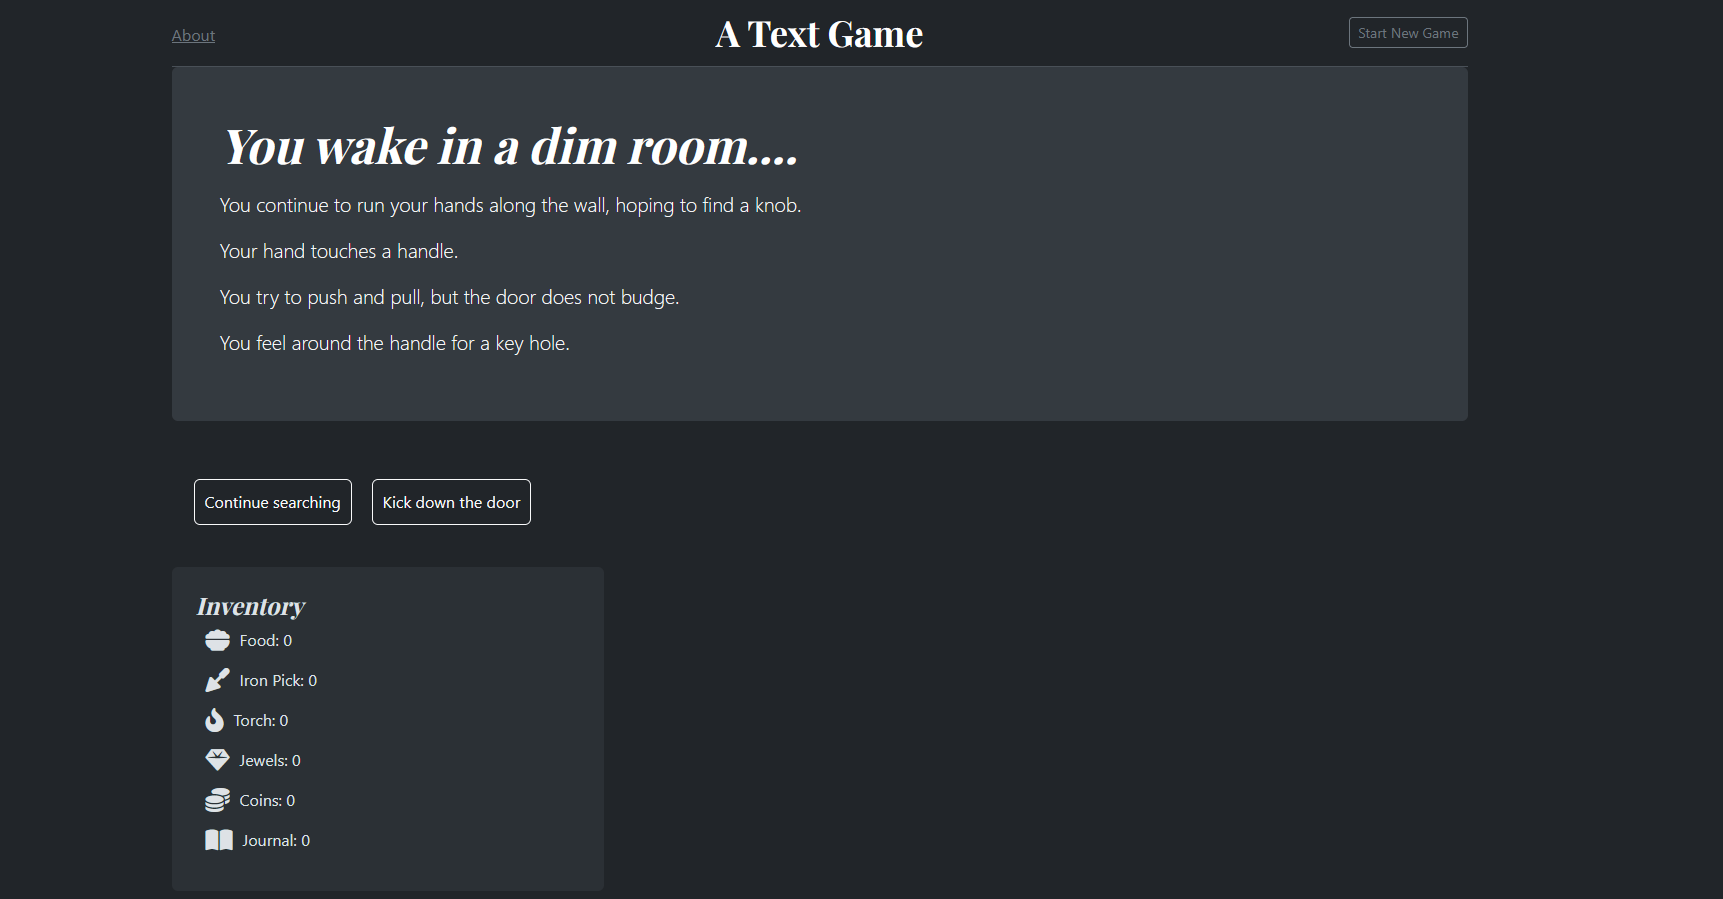 About
A Text Game
Start New Game
You wake in a dim room....
You continue to run your hands along the wall, hoping to find a knob.
Your hand touches a handle.
You try to push and pull, but the door does not budge.
You feel around the handle for a key hole.
Continue searching
Kick down the door
Inventory
Food: 0
Iron Pick: 0
Torch: 0
Jewels: 0
Coins: 0
Journal: 0